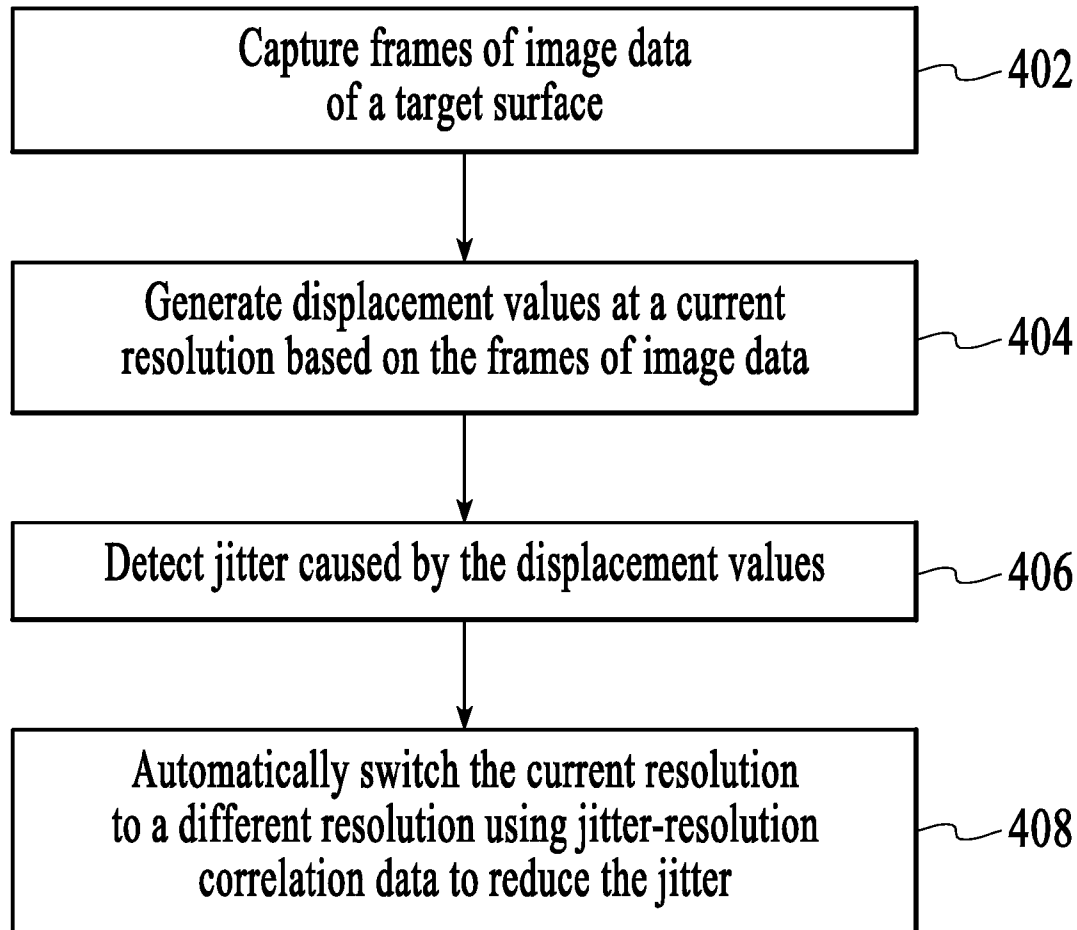 Capture frames of image data
of a target surface
402
Generate displacement values at a current
resolution based on the frames of image data
404
Detect jitter caused by the displacement values
406
Automatically switch the current resolution
to a different resolution using jitter-resolution
correlation data to reduce the jitter
408